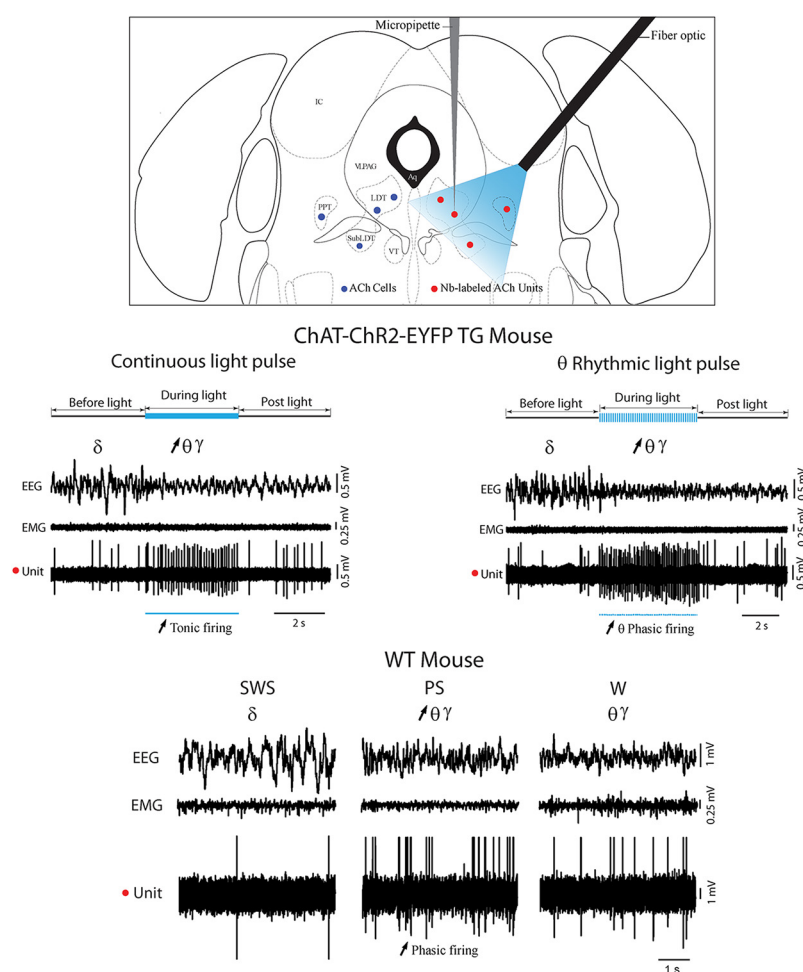 Micropipette
Fiber optic
IC
VLPAG
Aq
LDT
PPT
SubLDT
VT
ACh Cells
Nb-labeled ACh Units
ChAT-ChR2-EYFP TG Mouse
Continuous light pulse
Before light
During light
Post light
δ
θγ
EEG
0.5 mV
EMG
0.25 mV
Unit
0.5 mV
Tonic firing
2 s
θ Rhythmic light pulse
Before light
During light
Post light
δ
θγ
EEG
0.5 mV
EMG
0.25 mV
Unit
0.5 mV
θ Phasic firing
2 s
WT Mouse
SWS
PS
W
δ
θγ
θγ
EEG
1 mV
EMG
0.25 mV
Unit
1 mV
Phasic firing
1 s